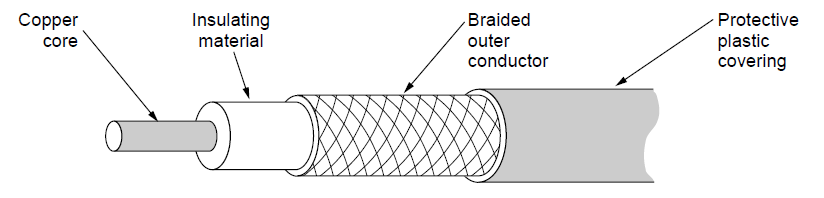 Copper
core
Insulating
material
Braided
outer
conductor
Protective
plastic
covering